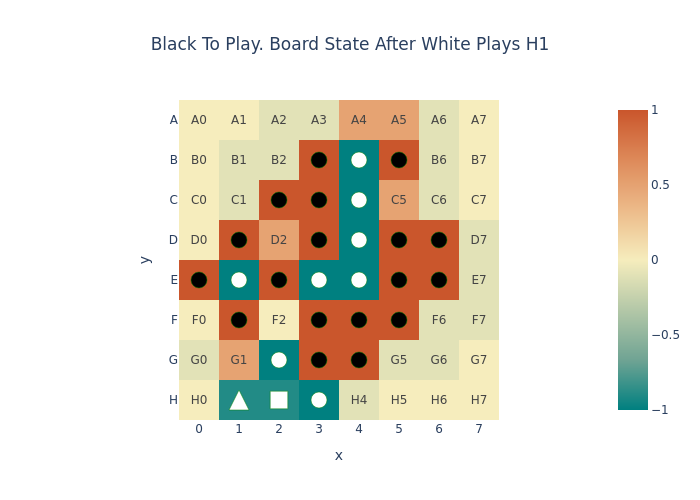 Black To Play. Board State After White Plays H1
A A0 A1 A2 A3 A4 A5 A6 A7
B B0 B1 B2 B6 B7
C C0 C1 C5 C6 C7
D D0 D2 D7
E E7
F F0 F2 F6 F7
G G0 G1 G5 G6 G7
H H0 H4 H5 H6 H7
0 1 2 3 4 5 6 7
x
y
1
0.5
0
−0.5
−1